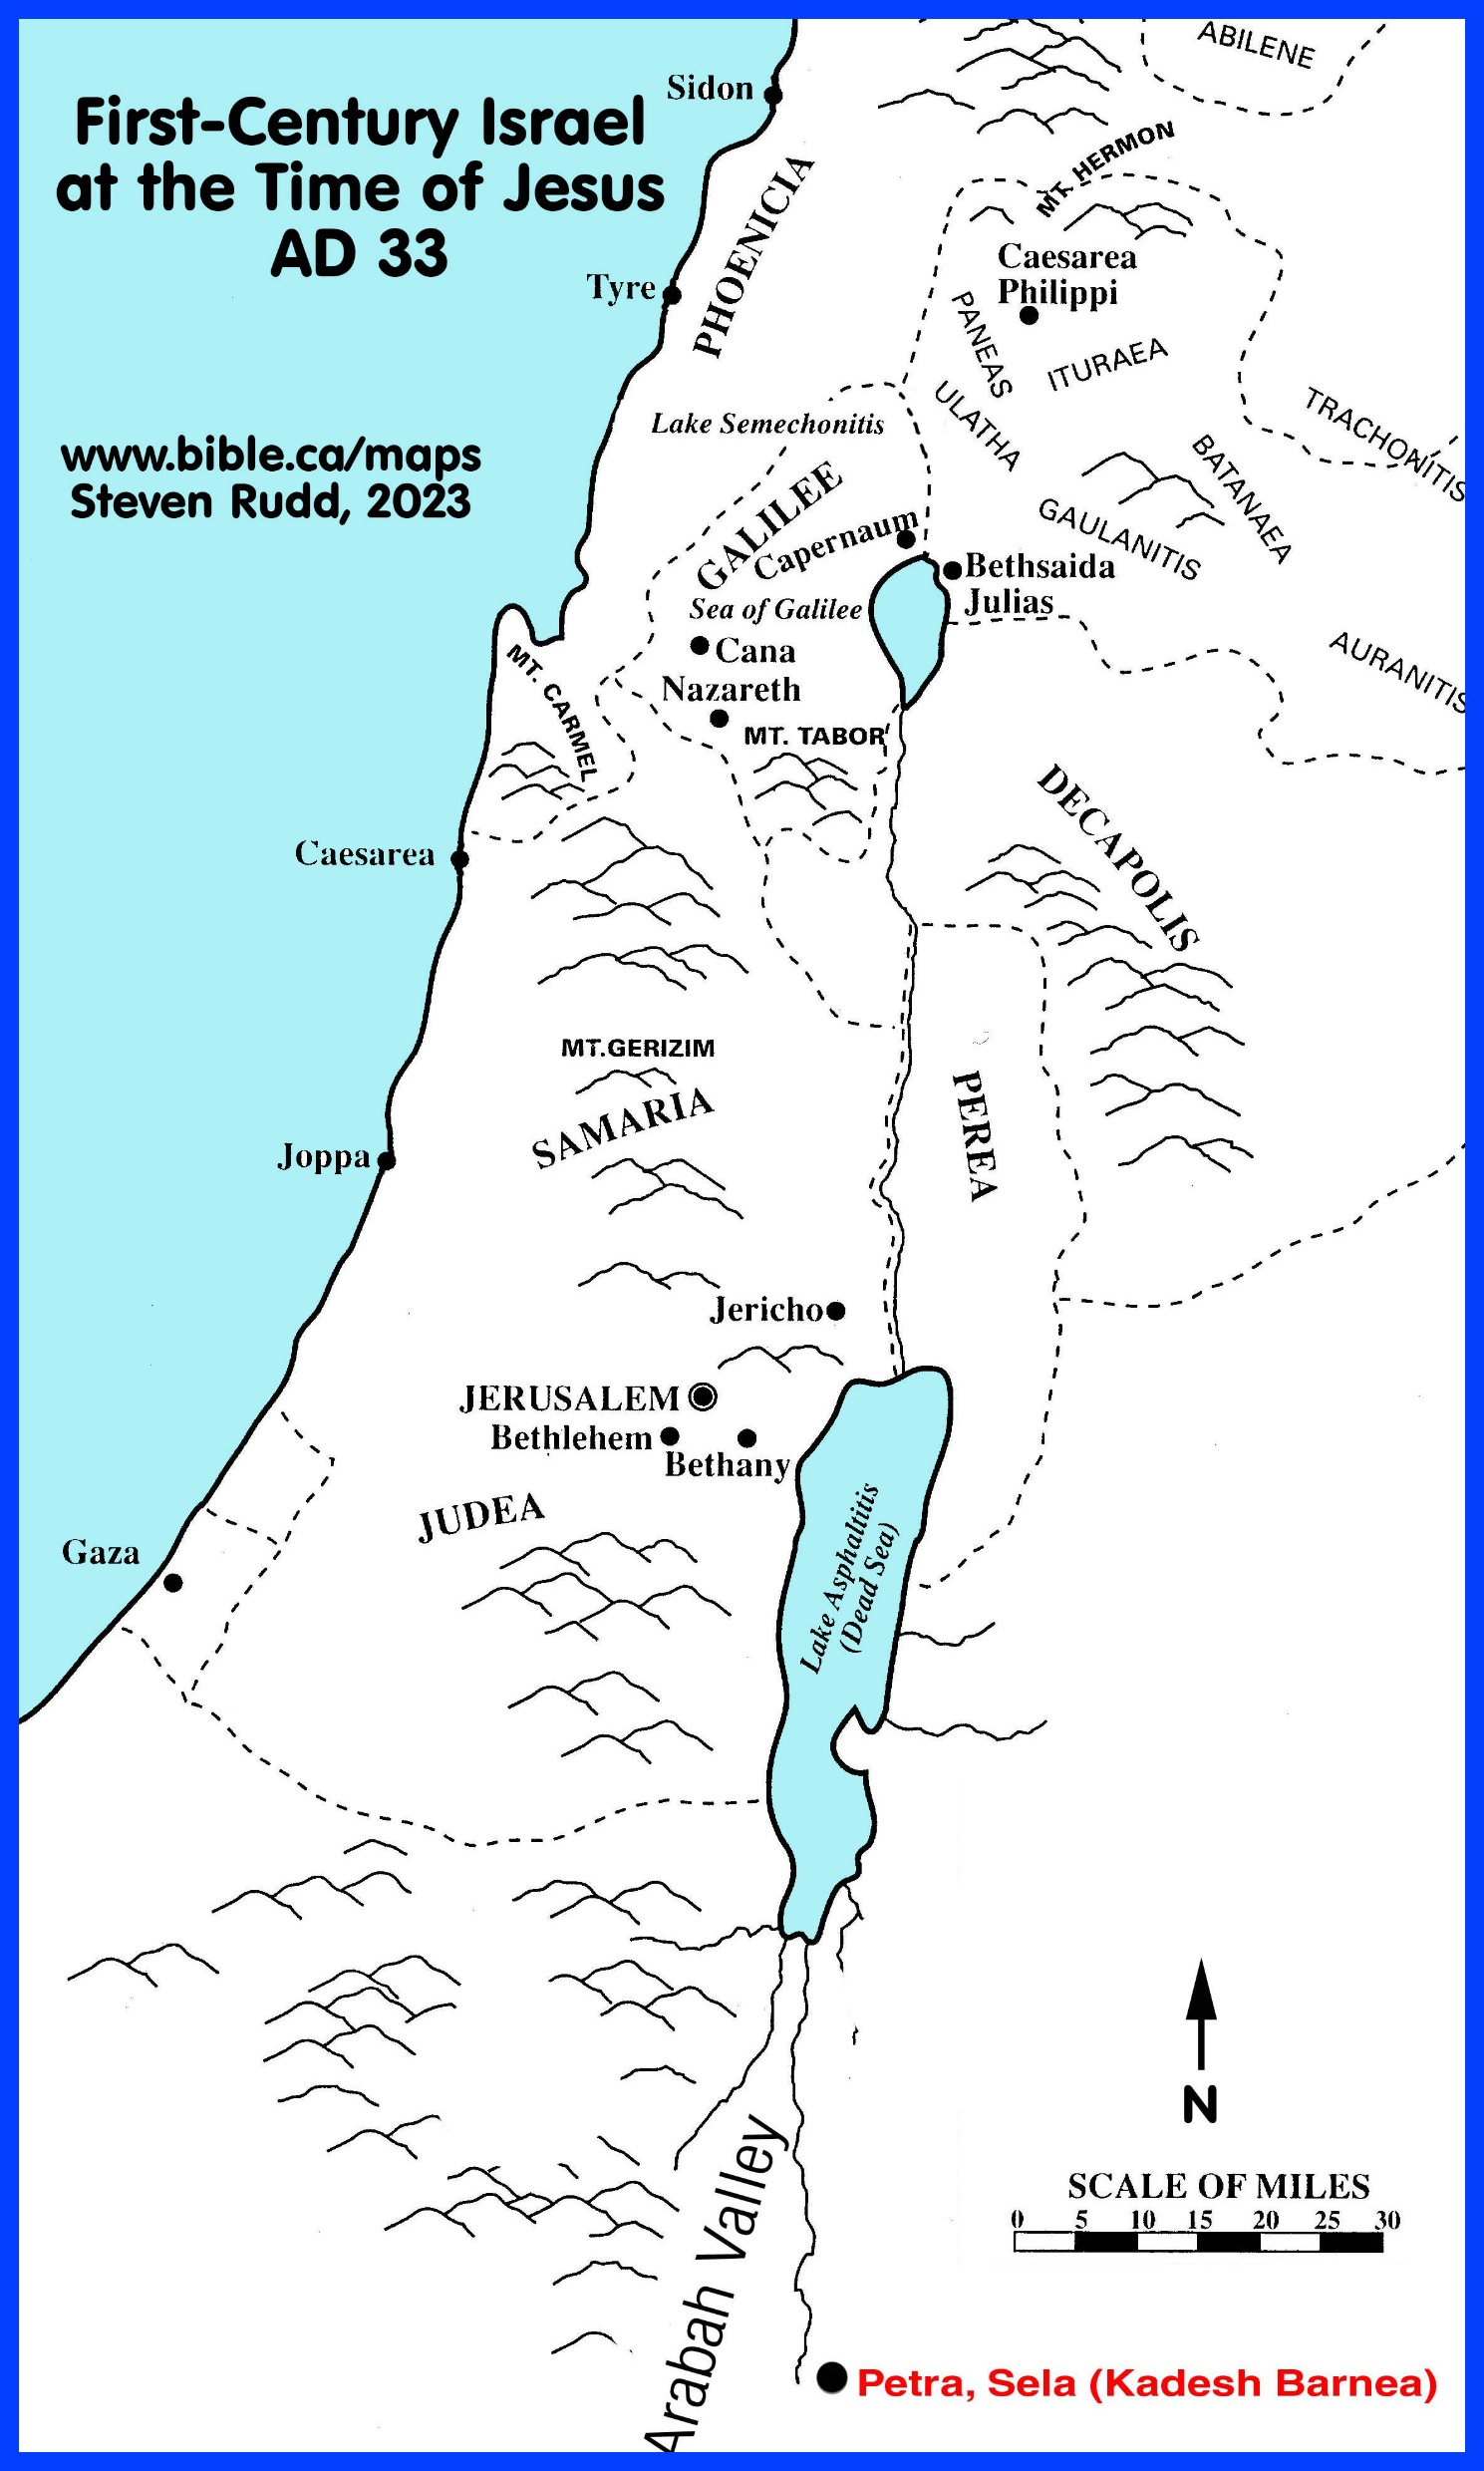 First-Century Israel
at the Time of Jesus
AD 33
www.bible.ca/maps
Steven Rudd, 2023
ABILENE
Sidon
MT. HERMON
PHOENICIA
Tyre
Caesarea
Philippi
PANEAS
ITURAEA
ULATHA
TRACHONITIS
Lake Semechonitis
BATANAEA
GALILEE
GAULANITIS
Capernaum
Bethsaida
Julias
Sea of Galilee
Cana
AURANITIS
MT. CARMEL
Nazareth
MT. TABOR
DECAPOLIS
Caesarea
MT.GERIZIM
SAMARIA
PEREA
Joppa
Jericho
JERUSALEM
Bethlehem
Bethany
JUDEA
Lake Asphaltitis
(Dead Sea)
Gaza
N
Arabah Valley
SCALE OF MILES
0 5 10 15 20 25 30
Petra, Sela (Kadesh Barnea)